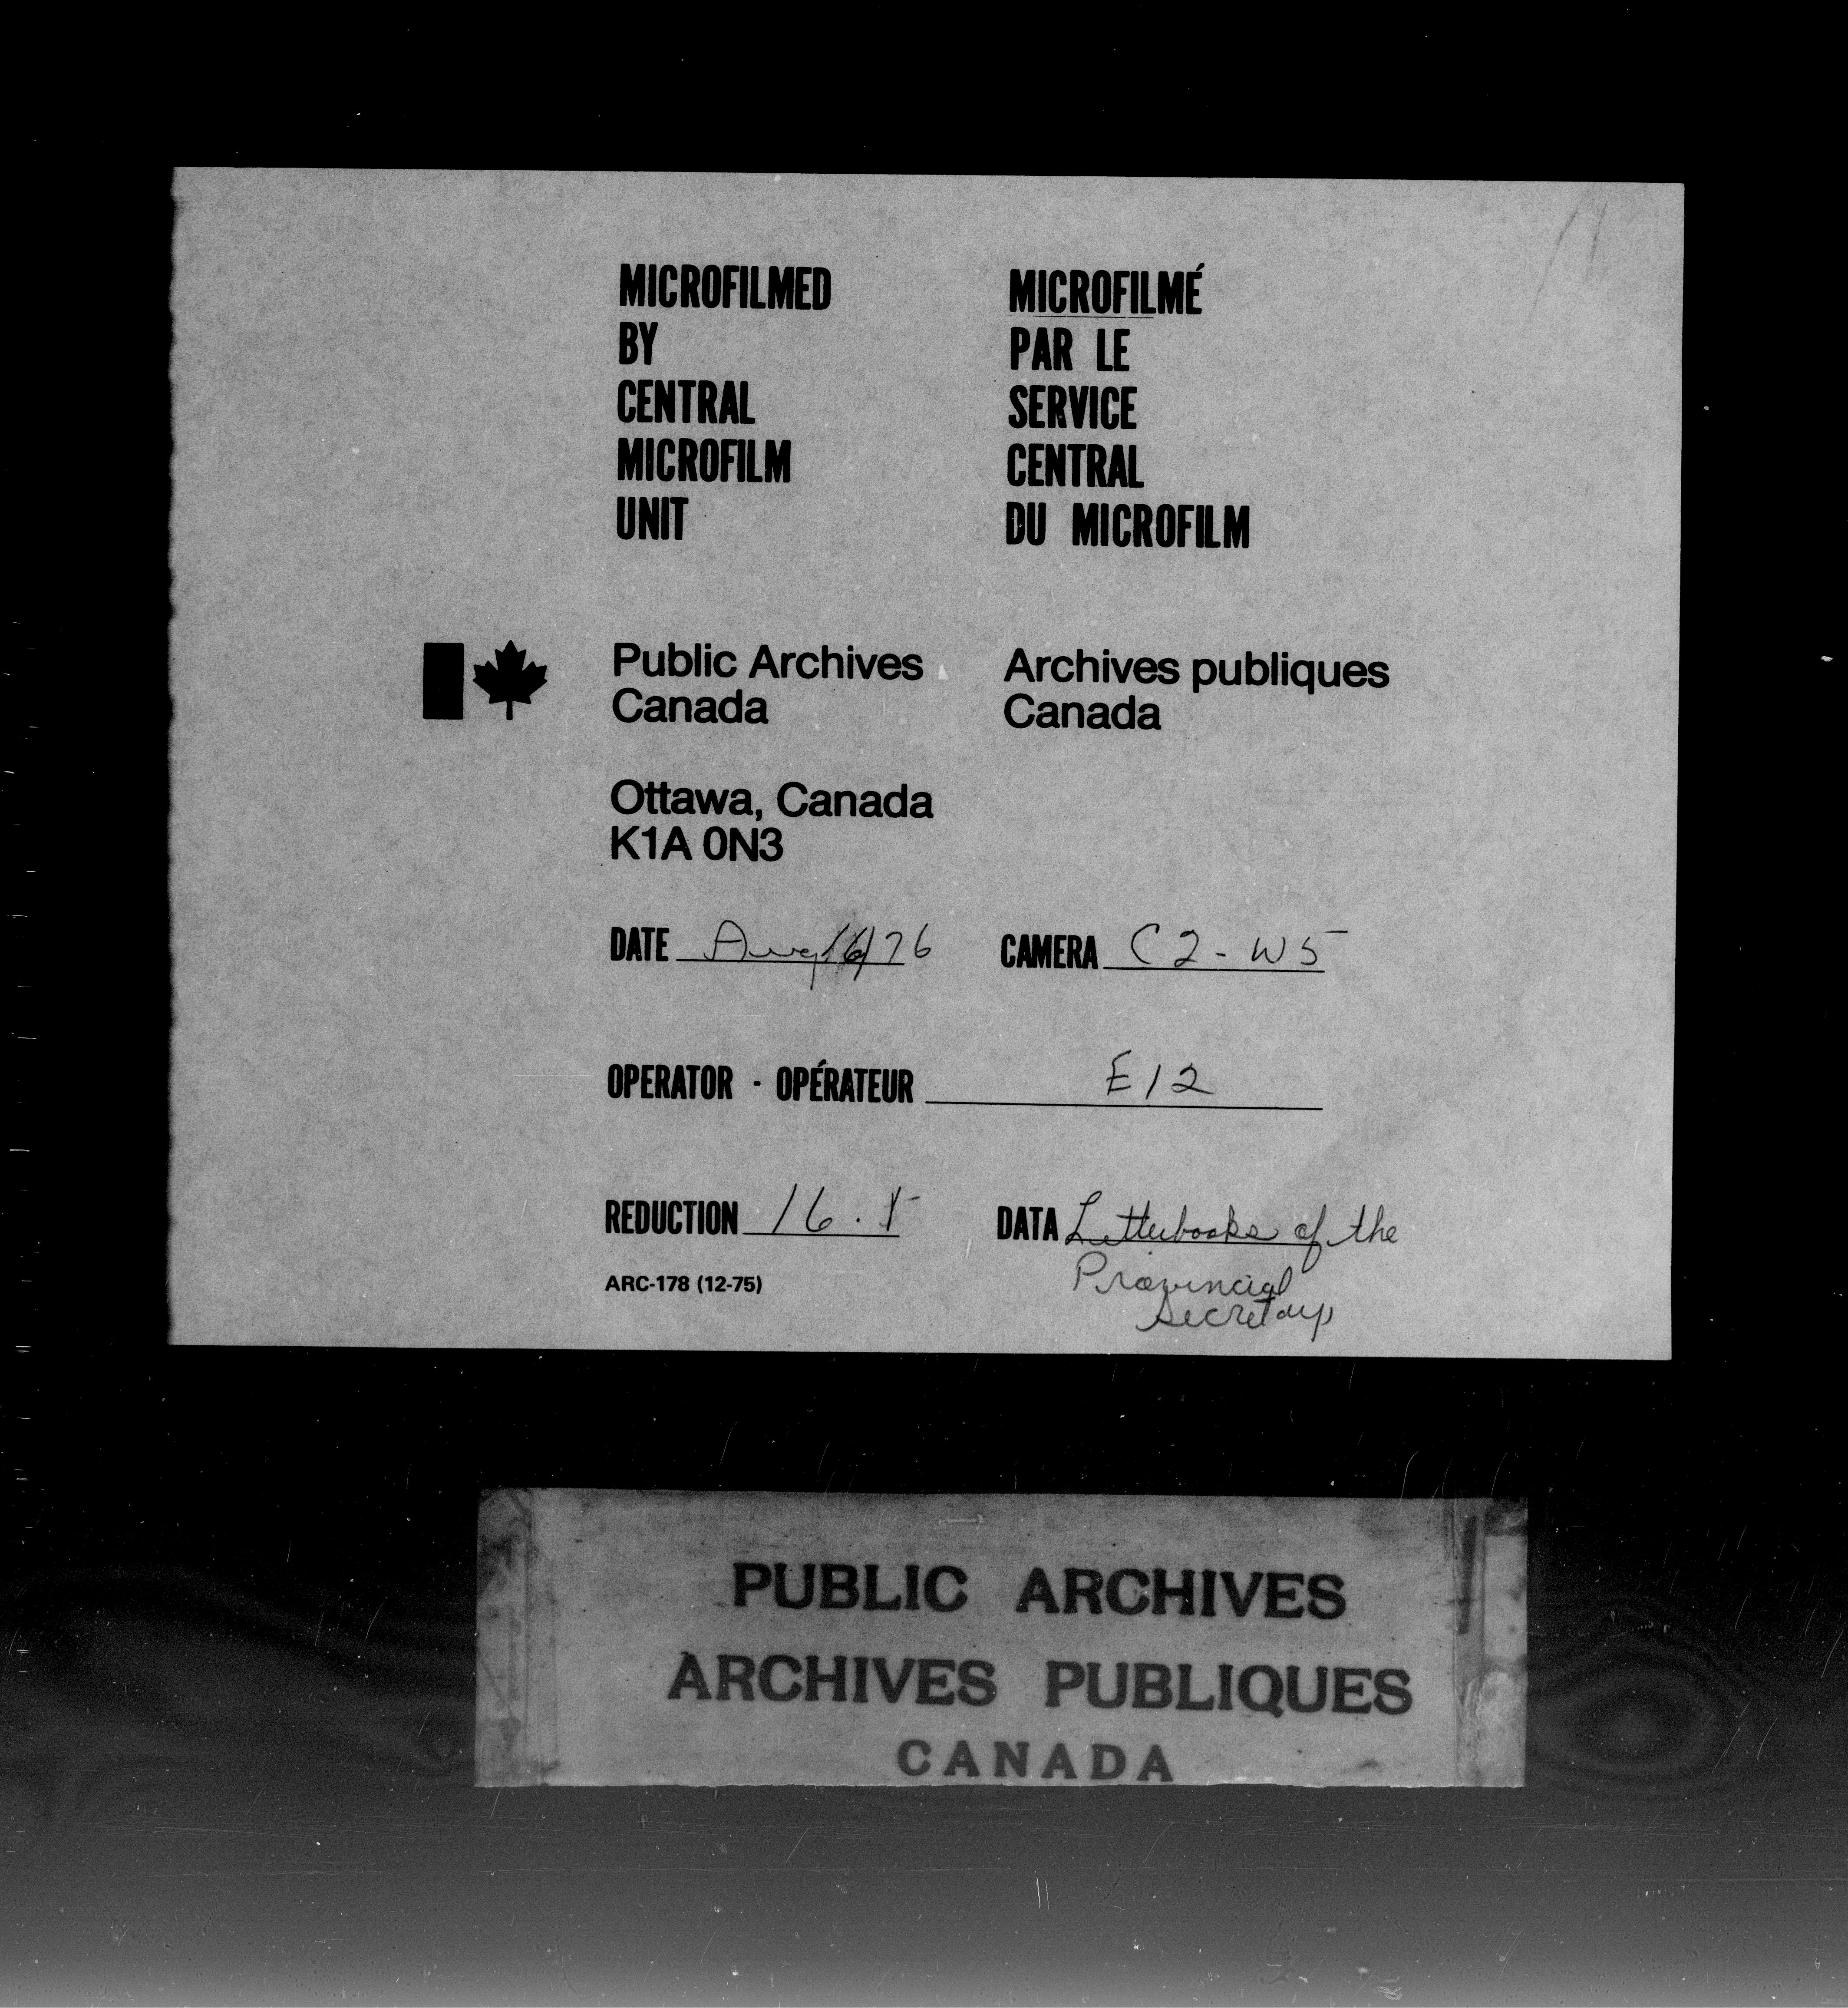 MICROFILMED
BY
CENTRAL
MICROFILM
UNIT
MICROFILMÉ
PAR LE
SERVICE
CENTRAL
DU MICROFILM
Public Archives
Canada
Archives publiques
Canada
Ottawa, Canada
K1A 0N3
DATE Aug 16/76 CAMERA C2-W5
OPERATOR - OPÉRATEUR E12
REDUCTION 16.
DATA Letterbooks of the
Provincial
Secretary
ARC-178 (12-75)
PUBLIC ARCHIVES
ARCHIVES PUBLIQUES
CANADA